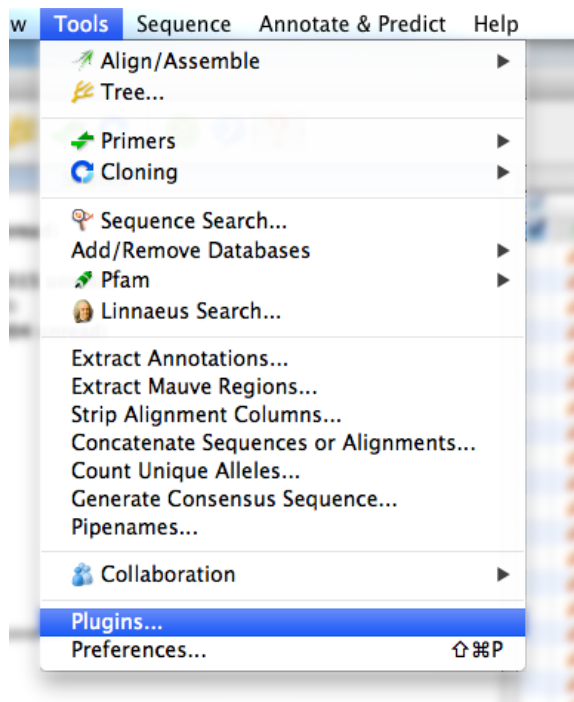 w Tools Sequence Annotate & Predict Help
Align/Assemble
Tree...
Primers
Cloning
Sequence Search...
Add/Remove Databases
Pfam
Linnaeus Search...
Extract Annotations...
Extract Mauve Regions...
Strip Alignment Columns...
Concatenate Sequences or Alignments...
Count Unique Alleles...
Generate Consensus Sequence...
Pipenames...
Collaboration
Plugins...
Preferences... ⇧⌘P